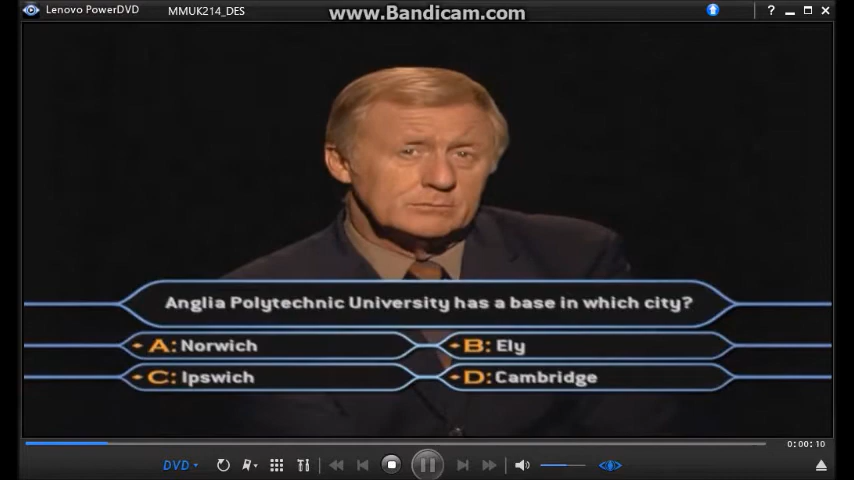 Lenovo PowerDVD
MMUK214_DES
www.Bandicam.com
?
Anglia Polytechnic University has a base in which city?
A: Norwich
B: Ely
C: Ipswich
D: Cambridge
DVD
0:00:10